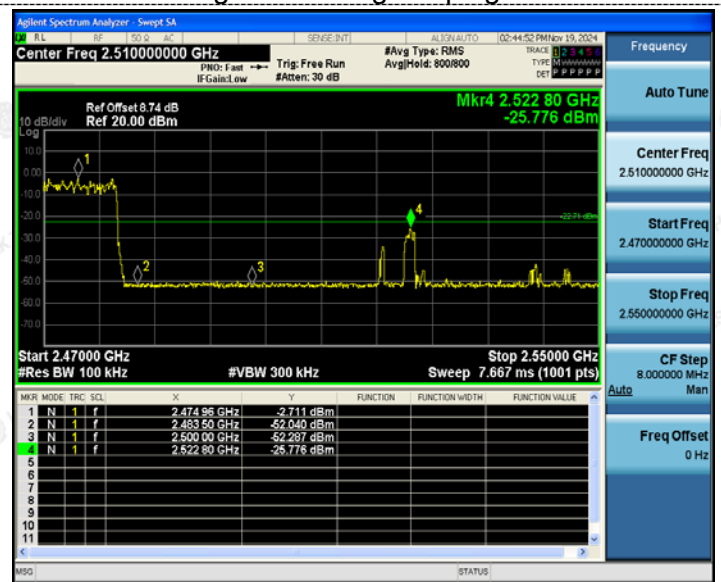 Agilent Spectrum Analyzer - Swept SA
RL RF 50 Ω AC SENSE:INT ALIGNAUTO 02:44:52 PM Nov 19, 2024
Center Freq 2.510000000 GHz
PNO: Fast
IFGain:Low
Trig: Free Run
#Atten: 30 dB
#Avg Type: RMS
Avg|Hold: 800/800
TRACE 1 2 3 4 5 6
TYPE MWWWWW
DET P P P P P P
Ref Offset 8.74 dB
10 dB/div Ref 20.00 dBm
Log
Mkr4 2.522 80 GHz
-25.776 dBm
10.0
0.00
-10.0
-20.0
-30.0
-40.0
-50.0
-60.0
-70.0
1
2
3
4
-22.71 dBm
Start 2.47000 GHz Stop 2.55000 GHz
#Res BW 100 kHz #VBW 300 kHz Sweep 7.667 ms (1001 pts)
MKR MODE TRC SCL X Y FUNCTION FUNCTION WIDTH FUNCTION VALUE
1 N 1 f 2.474 96 GHz -2.711 dBm
2 N 1 f 2.483 50 GHz -52.040 dBm
3 N 1 f 2.500 00 GHz -52.287 dBm
4 N 1 f 2.522 80 GHz -25.776 dBm
5
6
7
8
9
10
11
MSG STATUS
Frequency
Auto Tune
Center Freq
2.510000000 GHz
Start Freq
2.470000000 GHz
Stop Freq
2.550000000 GHz
CF Step
8.000000 MHz
Auto Man
Freq Offset
0 Hz